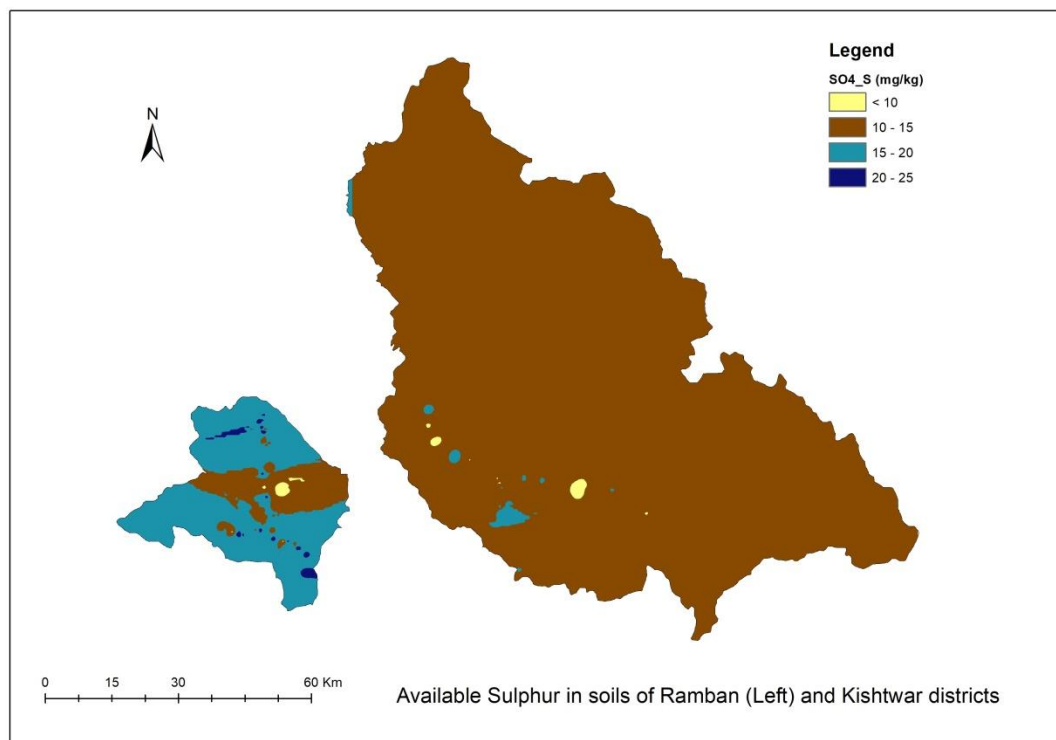 Legend
SO4_S (mg/kg)
< 10
10 - 15
15 - 20
20 - 25
N
0 15 30 60 Km
Available Sulphur in soils of Ramban (Left) and Kishtwar districts